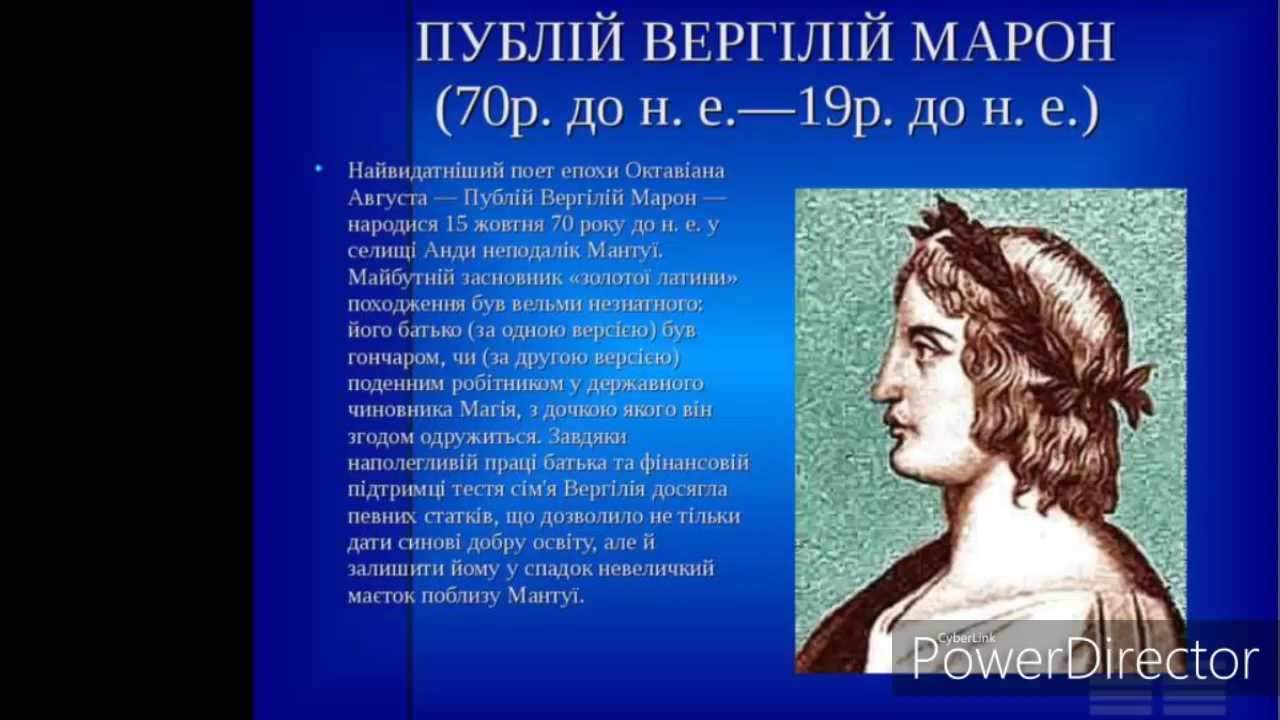 ПУБЛІЙ ВЕРГІЛІЙ МАРОН
(70р. до н. е.—19р. до н. е.)
• Найвидатніший поет епохи Октавіана
Августа — Публій Вергілій Марон —
народися 15 жовтня 70 року до н. е. у
селищі Анди неподалік Мантуї.
Майбутній засновник «золотої латини»
походження був вельми незнатного:
його батько (за одною версією) був
гончаром, чи (за другою версією)
поденним робітником у державного
чиновника Магія, з дочкою якого він
згодом одружиться. Завдяки
наполегливій праці батька та фінансовій
підтримці тестя сім'я Вергілія досягла
певних статків, що дозволило не тільки
дати синові добру освіту, але й
залишити йому у спадок невеличкий
маєток поблизу Мантуї.
CyberLink
PowerDirector